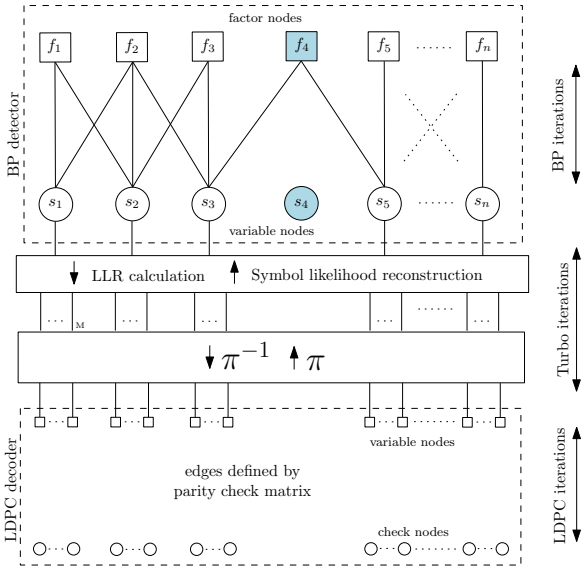 factor nodes
f₁ f₂ f₃ f₄ f₅ ...... fₙ
BP detector
BP iterations
s₁ s₂ s₃ s₄ s₅ ...... sₙ
variable nodes
LLR calculation Symbol likelihood reconstruction
Turbo iterations
... M ... ... ... ...... ...
π⁻¹ π
... ... ... ... ...... ...
variable nodes
LDPC decoder
edges defined by
parity check matrix
LDPC iterations
check nodes
... ... ... ... ...... ...